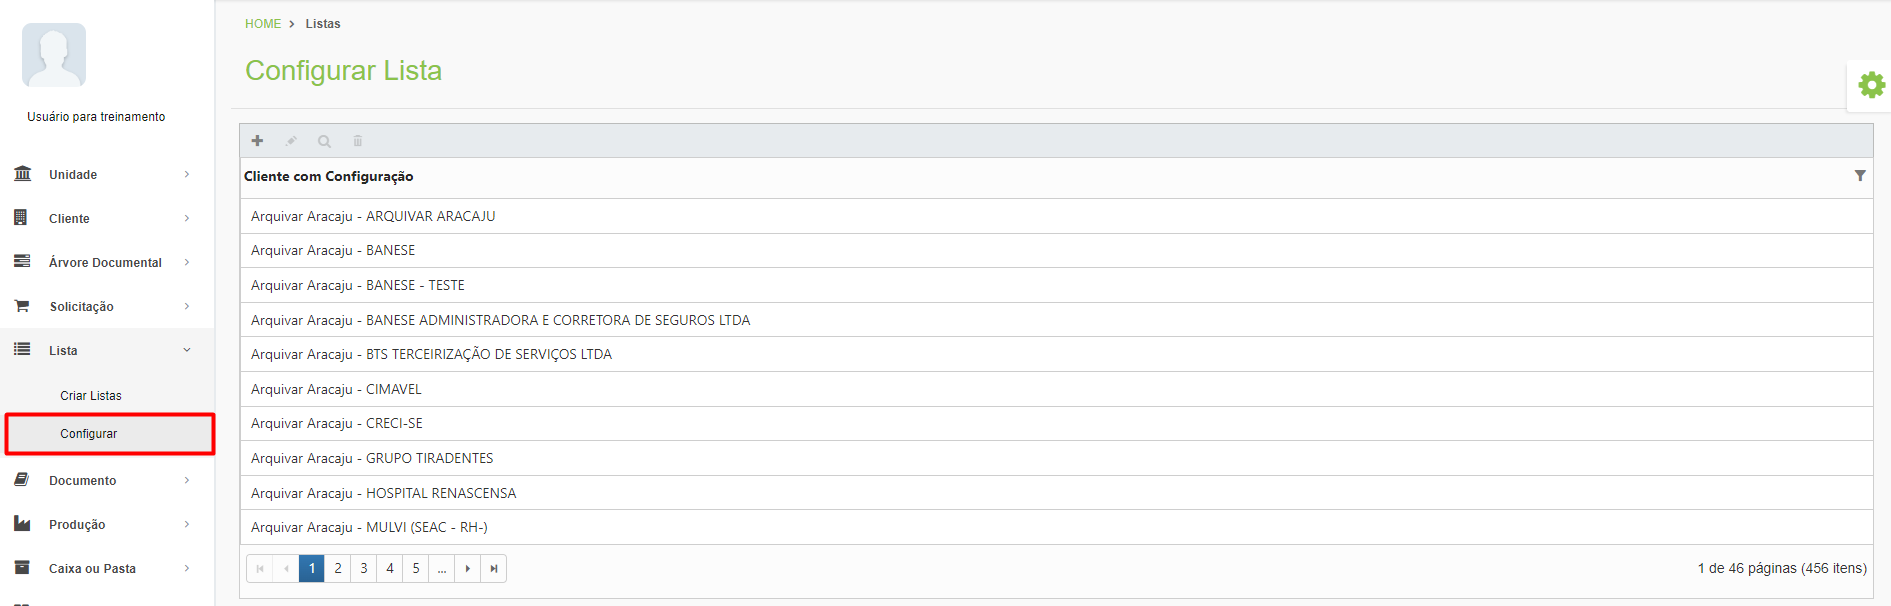 Usuário para treinamento
Unidade
Cliente
Árvore Documental
Solicitação
Lista
Criar Listas
Configurar
Documento
Produção
Caixa ou Pasta
HOME > Listas
Configurar Lista
Cliente com Configuração
Arquivar Aracaju - ARQUIVAR ARACAJU
Arquivar Aracaju - BANESE
Arquivar Aracaju - BANESE - TESTE
Arquivar Aracaju - BANESE ADMINISTRADORA E CORRETORA DE SEGUROS LTDA
Arquivar Aracaju - BTS TERCEIRIZAÇÃO DE SERVIÇOS LTDA
Arquivar Aracaju - CIMAVEL
Arquivar Aracaju - CRECI-SE
Arquivar Aracaju - GRUPO TIRADENTES
Arquivar Aracaju - HOSPITAL RENASCENSA
Arquivar Aracaju - MULVI (SEAC - RH-)
1 2 3 4 5 ...
1 de 46 páginas (456 itens)